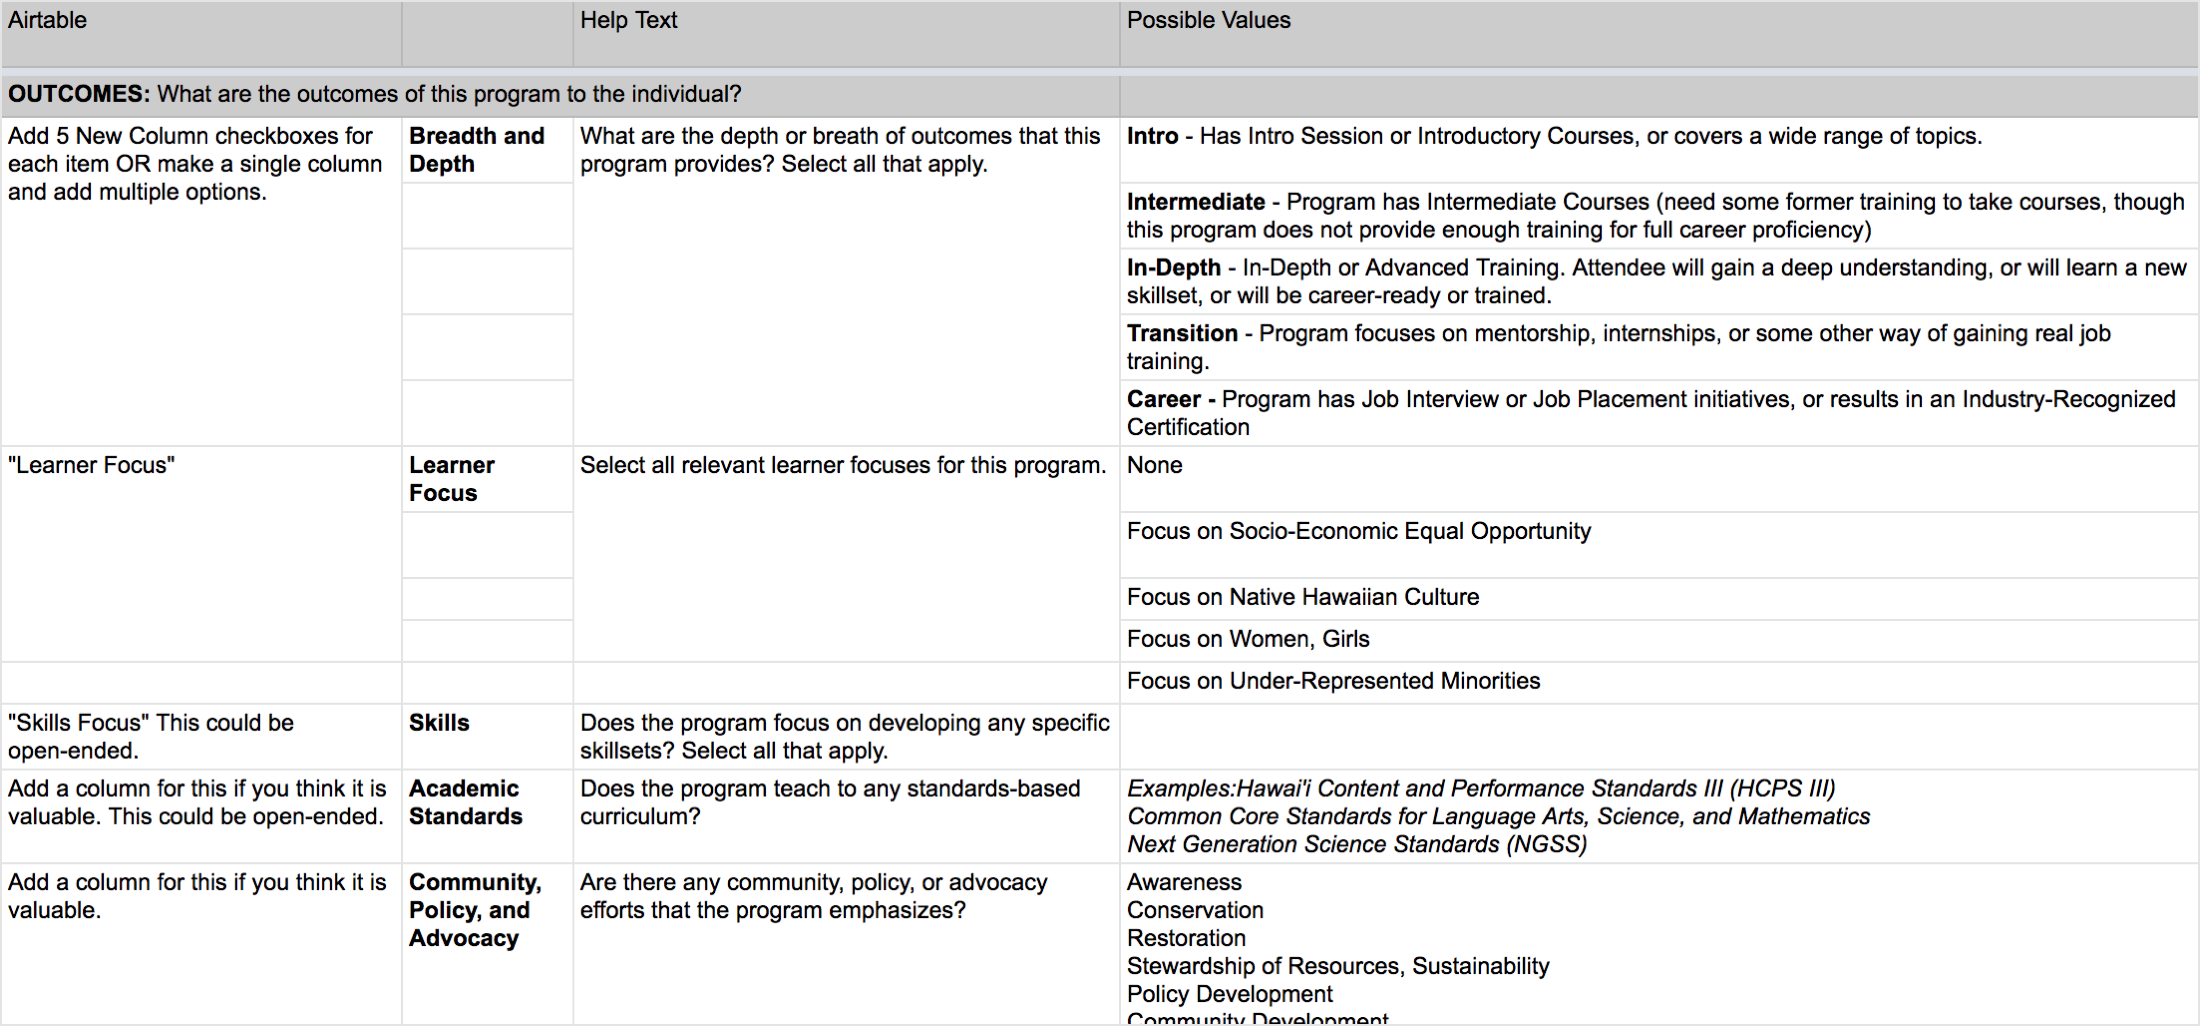 Airtable
Help Text
Possible Values
OUTCOMES: What are the outcomes of this program to the individual?
Add 5 New Column checkboxes for
each item OR make a single column
and add multiple options.
Breadth and
Depth
What are the depth or breath of outcomes that this
program provides? Select all that apply.
Intro - Has Intro Session or Introductory Courses, or covers a wide range of topics.
Intermediate - Program has Intermediate Courses (need some former training to take courses, though
this program does not provide enough training for full career proficiency)
In-Depth - In-Depth or Advanced Training. Attendee will gain a deep understanding, or will learn a new
skillset, or will be career-ready or trained.
Transition - Program focuses on mentorship, internships, or some other way of gaining real job
training.
Career - Program has Job Interview or Job Placement initiatives, or results in an Industry-Recognized
Certification
"Learner Focus"
Learner
Focus
Select all relevant learner focuses for this program.
None
Focus on Socio-Economic Equal Opportunity
Focus on Native Hawaiian Culture
Focus on Women, Girls
Focus on Under-Represented Minorities
"Skills Focus" This could be
open-ended.
Skills
Does the program focus on developing any specific
skillsets? Select all that apply.
Add a column for this if you think it is
valuable. This could be open-ended.
Academic
Standards
Does the program teach to any standards-based
curriculum?
Examples:Hawai'i Content and Performance Standards III (HCPS III)
Common Core Standards for Language Arts, Science, and Mathematics
Next Generation Science Standards (NGSS)
Add a column for this if you think it is
valuable.
Community,
Policy, and
Advocacy
Are there any community, policy, or advocacy
efforts that the program emphasizes?
Awareness
Conservation
Restoration
Stewardship of Resources, Sustainability
Policy Development
Community Development